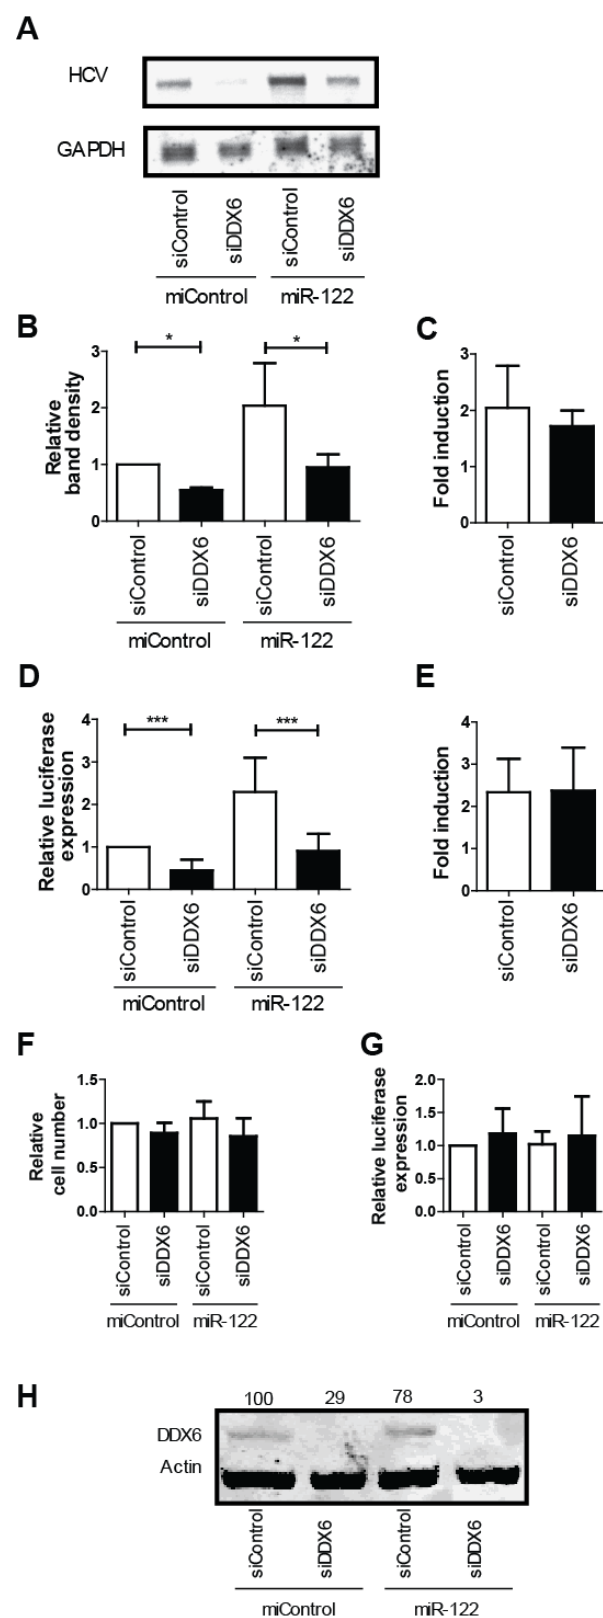 A
HCV
GAPDH
siControl
siDDX6
siControl
siDDX6
miControl
miR-122
B
Relative
band density
3
2
1
0
*
*
siControl
siDDX6
siControl
siDDX6
miControl
miR-122
C
Fold induction
3
2
1
0
siControl
siDDX6
D
Relative luciferase
expression
4
3
2
1
0
***
***
siControl
siDDX6
siControl
siDDX6
miControl
miR-122
E
Fold induction
4
3
2
1
0
siControl
siDDX6
F
Relative
cell number
1.5
1.0
0.5
0.0
siControl
siDDX6
siControl
siDDX6
miControl
miR-122
G
Relative luciferase
expression
2.0
1.5
1.0
0.5
0.0
siControl
siDDX6
siControl
siDDX6
miControl
miR-122
H
100 29 78 3
DDX6
Actin
siControl
siDDX6
siControl
siDDX6
miControl
miR-122